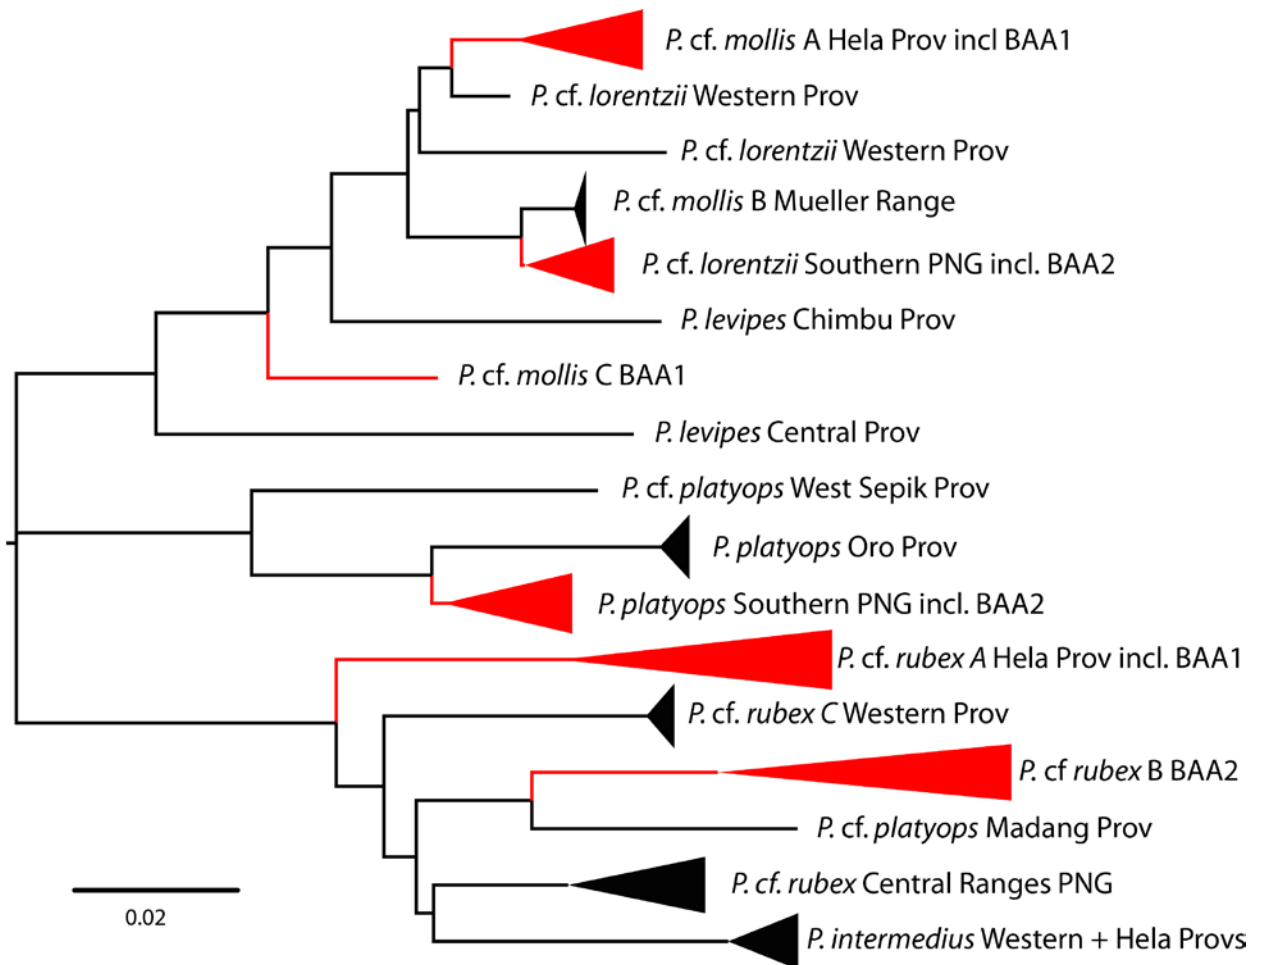 P. cf. mollis A Hela Prov incl BAA1
P. cf. lorentzii Western Prov
P. cf. lorentzii Western Prov
P. cf. mollis B Mueller Range
P. cf. lorentzii Southern PNG incl. BAA2
P. levipes Chimbu Prov
P. cf. mollis C BAA1
P. levipes Central Prov
P. cf. platyops West Sepik Prov
P. platyops Oro Prov
P. platyops Southern PNG incl. BAA2
P. cf. rubex A Hela Prov incl. BAA1
P. cf. rubex C Western Prov
P. cf rubex B BAA2
P. cf. platyops Madang Prov
P. cf. rubex Central Ranges PNG
0.02
P. intermedius Western + Hela Provs